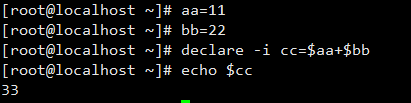 [root@localhost ~]# aa=11
[root@localhost ~]# bb=22
[root@localhost ~]# declare -i cc=$aa+$bb
[root@localhost ~]# echo $cc
33